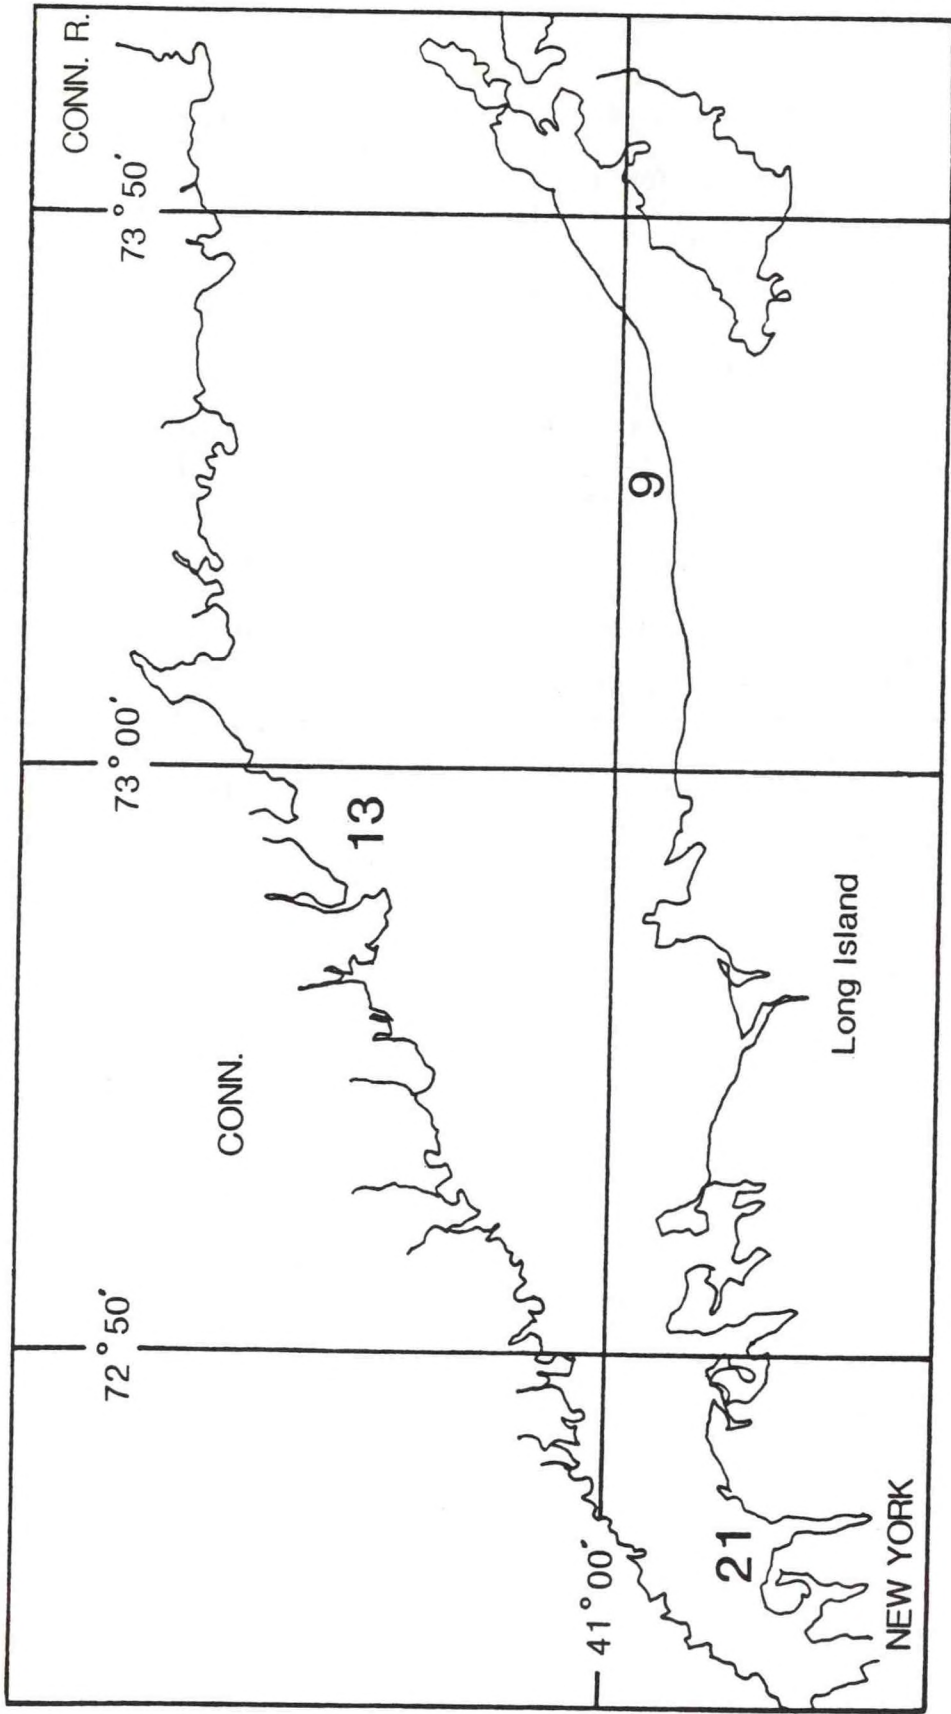 CONN. R.
72° 50´
73° 00´
73° 50´
CONN.
13
9
41° 00´
21
Long Island
NEW YORK